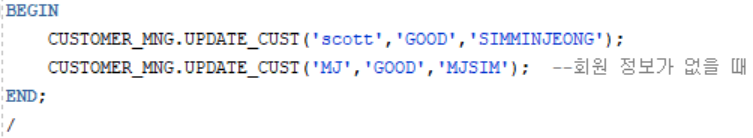 BEGIN
CUSTOMER_MNG.UPDATE_CUST('scott','GOOD','SIMMINJEONG');
CUSTOMER_MNG.UPDATE_CUST('MJ','GOOD','MJSIM');  --회원 정보가 없을 때
END;
/